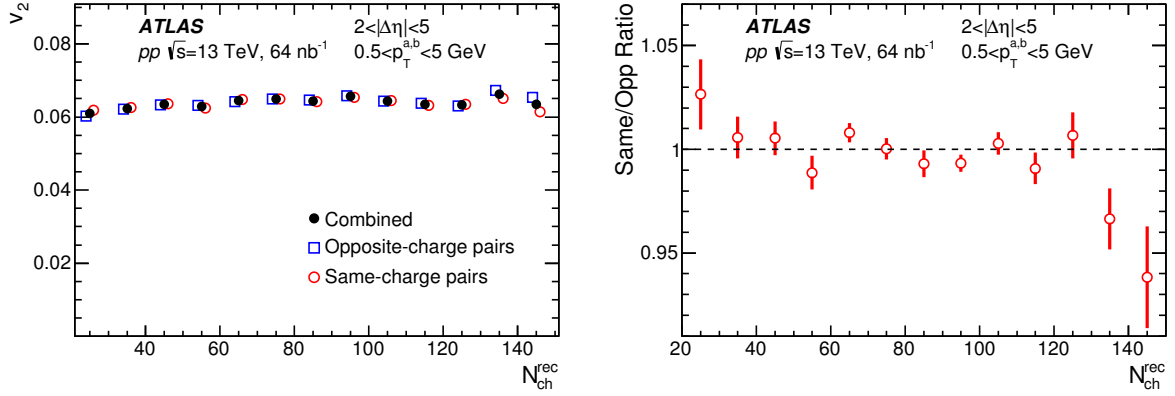 v₂
ATLAS 2<|Δη|<5
pp √s=13 TeV, 64 nb⁻¹ 0.5<p_T^{a,b}<5 GeV
0.08
0.06
0.04
0.02
Combined
Opposite-charge pairs
Same-charge pairs
40 60 80 100 120 140
N_ch^rec
Same/Opp Ratio
ATLAS 2<|Δη|<5
pp √s=13 TeV, 64 nb⁻¹ 0.5<p_T^{a,b}<5 GeV
1.05
1
0.95
20 40 60 80 100 120 140
N_ch^rec